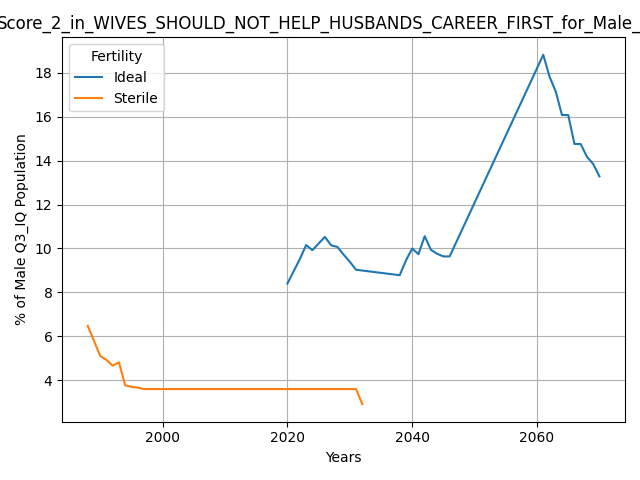 Score_2_in_WIVES_SHOULD_NOT_HELP_HUSBANDS_CAREER_FIRST_for_Male_
Fertility
Ideal
Sterile
18
16
14
12
10
8
6
4
% of Male Q3_IQ Population
2000 2020 2040 2060
Years